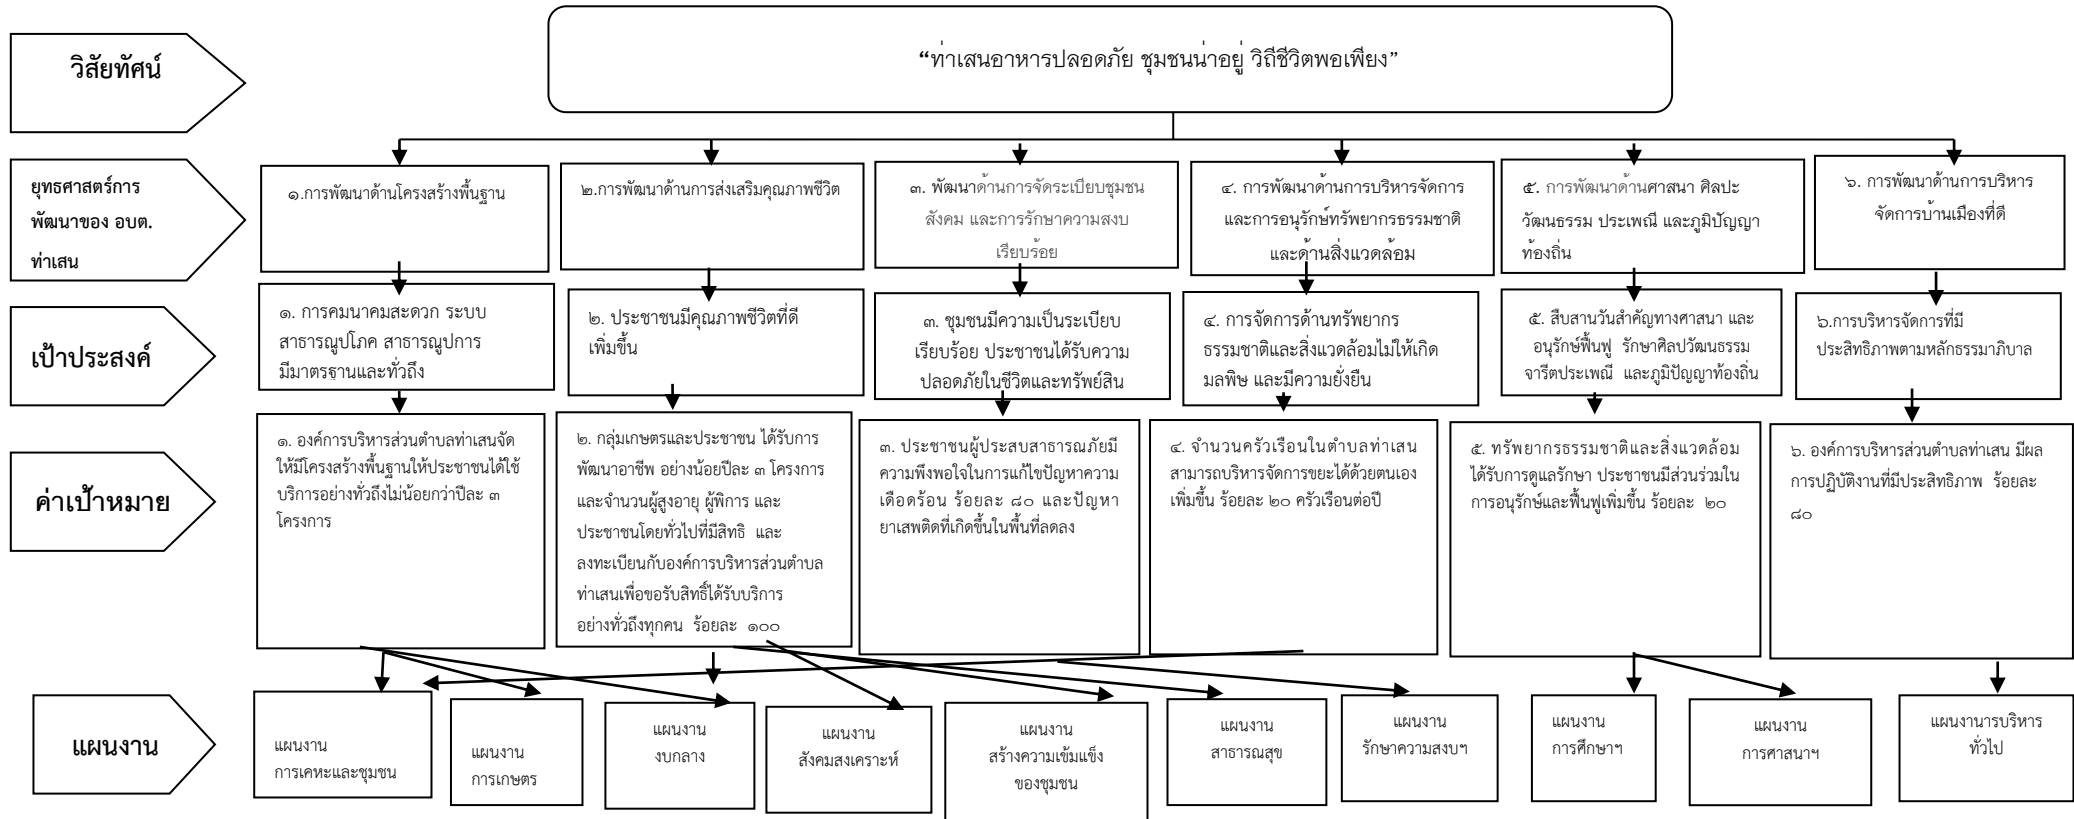 วิสัยทัศน์
“ท่าเสนอาหารปลอดภัย ชุมชนน่าอยู่ วิถีชีวิตพอเพียง”
ยุทธศาสตร์การ
พัฒนาของ อบต.
ท่าเสน
๑.การพัฒนาด้านโครงสร้างพื้นฐาน
๒.การพัฒนาด้านการส่งเสริมคุณภาพชีวิต
๓. พัฒนาด้านการจัดระเบียบชุมชน
สังคม และการรักษาความสงบ
เรียบร้อย
๔. การพัฒนาด้านการบริหารจัดการ
และการอนุรักษ์ทรัพยากรธรรมชาติ
และด้านสิ่งแวดล้อม
๕. การพัฒนาด้านศาสนา ศิลปะ
วัฒนธรรม ประเพณี และภูมิปัญญา
ท้องถิ่น
๖. การพัฒนาด้านการบริหาร
จัดการบ้านเมืองที่ดี
เป้าประสงค์
๑. การคมนาคมสะดวก ระบบ
สาธารณูปโภค สาธารณูปการ
มีมาตรฐานและทั่วถึง
๒. ประชาชนมีคุณภาพชีวิตที่ดี
เพิ่มขึ้น
๓. ชุมชนมีความเป็นระเบียบ
เรียบร้อย ประชาชนได้รับความ
ปลอดภัยในชีวิตและทรัพย์สิน
๔. การจัดการด้านทรัพยากร
ธรรมชาติและสิ่งแวดล้อมไม่ให้เกิด
มลพิษ และมีความยั่งยืน
๕. สืบสานวันสำคัญทางศาสนา และ
อนุรักษ์ฟื้นฟู รักษาศิลปวัฒนธรรม
จารีตประเพณี และภูมิปัญญาท้องถิ่น
๖.การบริหารจัดการที่มี
ประสิทธิภาพตามหลักธรรมาภิบาล
ค่าเป้าหมาย
๑. องค์การบริหารส่วนตำบลท่าเสนจัด
ให้มีโครงสร้างพื้นฐานให้ประชาชนได้ใช้
บริการอย่างทั่วถึงไม่น้อยกว่าปีละ ๓
โครงการ
๒. กลุ่มเกษตรและประชาชน ได้รับการ
พัฒนาอาชีพ อย่างน้อยปีละ ๓ โครงการ
และจำนวนผู้สูงอายุ ผู้พิการ และ
ประชาชนโดยทั่วไปที่มีสิทธิ และ
ลงทะเบียนกับองค์การบริหารส่วนตำบล
ท่าเสนเพื่อขอรับสิทธิ์ได้รับบริการ
อย่างทั่วถึงทุกคน ร้อยละ ๑๐๐
๓. ประชาชนผู้ประสบสาธารณภัยมี
ความพึงพอใจในการแก้ไขปัญหาความ
เดือดร้อน ร้อยละ ๘๐ และปัญหา
ยาเสพติดที่เกิดขึ้นในพื้นที่ลดลง
๔. จำนวนครัวเรือนในตำบลท่าเสน
สามารถบริหารจัดการขยะได้ด้วยตนเอง
เพิ่มขึ้น ร้อยละ ๒๐ ครัวเรือนต่อปี
๕. ทรัพยากรธรรมชาติและสิ่งแวดล้อม
ได้รับการดูแลรักษา ประชาชนมีส่วนร่วมใน
การอนุรักษ์และฟื้นฟูเพิ่มขึ้น ร้อยละ ๒๐
๖. องค์การบริหารส่วนตำบลท่าเสน มีผล
การปฏิบัติงานที่มีประสิทธิภาพ ร้อยละ
๘๐
แผนงาน
แผนงาน
การเคหะและชุมชน
แผนงาน
การเกษตร
แผนงาน
งบกลาง
แผนงาน
สังคมสงเคราะห์
แผนงาน
สร้างความเข้มแข็ง
ของชุมชน
แผนงาน
สาธารณสุข
แผนงาน
รักษาความสงบฯ
แผนงาน
การศึกษาฯ
แผนงาน
การศาสนาฯ
แผนงานารบริหาร
ทั่วไป